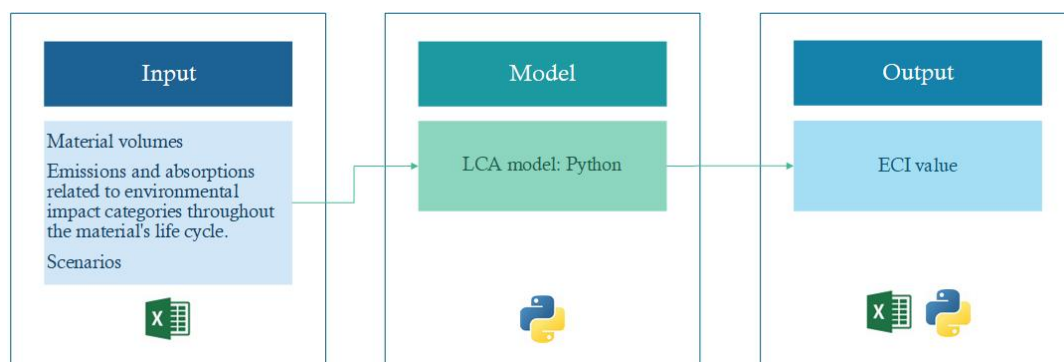 Input
Material volumes
Emissions and absorptions
related to environmental
impact categories throughout
the material's life cycle.
Scenarios
X
Model
LCA model: Python
Output
ECI value
X